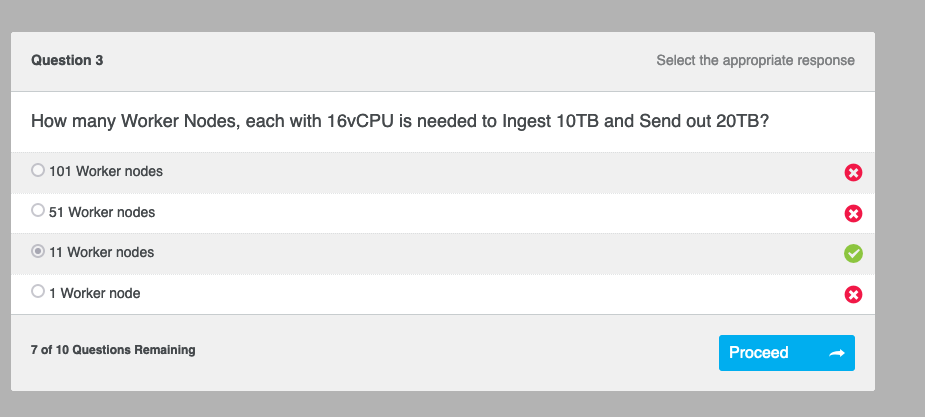 Question 3
Select the appropriate response
How many Worker Nodes, each with 16vCPU is needed to Ingest 10TB and Send out 20TB?
101 Worker nodes
51 Worker nodes
11 Worker nodes
1 Worker node
7 of 10 Questions Remaining
Proceed